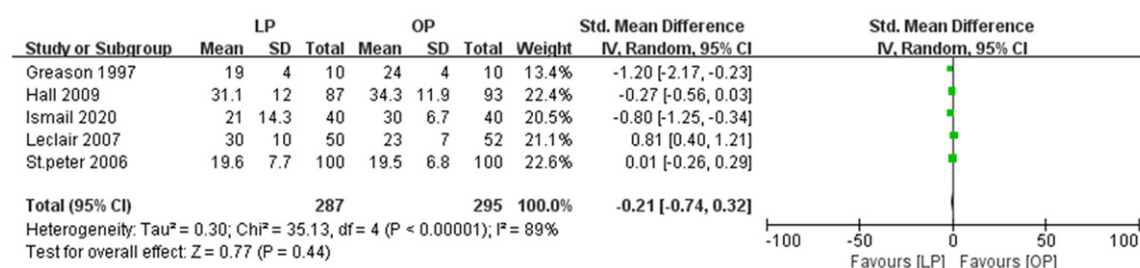 LP OP Std. Mean Difference Std. Mean Difference
Study or Subgroup Mean SD Total Mean SD Total Weight IV, Random, 95% CI IV, Random, 95% CI
Greason 1997 19 4 10 24 4 10 13.4% -1.20 [-2.17, -0.23]
Hall 2009 31.1 12 87 34.3 11.9 93 22.4% -0.27 [-0.56, 0.03]
Ismail 2020 21 14.3 40 30 6.7 40 20.5% -0.80 [-1.25, -0.34]
Leclair 2007 30 10 50 23 7 52 21.1% 0.81 [0.40, 1.21]
St.peter 2006 19.6 7.7 100 19.5 6.8 100 22.6% 0.01 [-0.26, 0.29]
Total (95% CI) 287 295 100.0% -0.21 [-0.74, 0.32]
Heterogeneity: Tau² = 0.30; Chi² = 35.13, df = 4 (P < 0.00001); I² = 89%
Test for overall effect: Z = 0.77 (P = 0.44)
-100 -50 0 50 100
Favours [LP] Favours [OP]